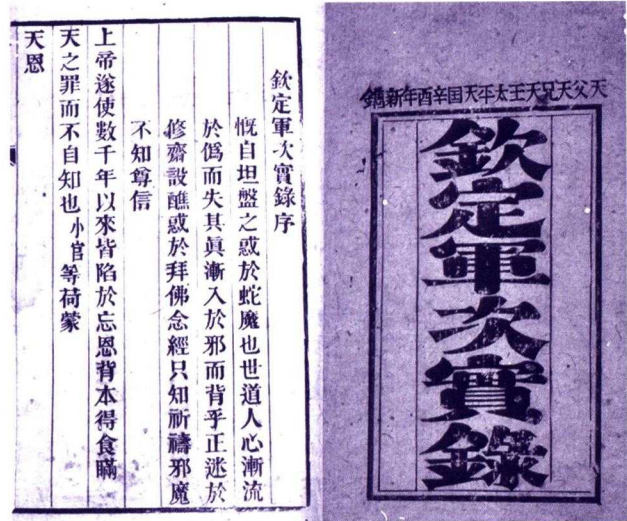 天父天兄天王太平天囯辛酉年新鐫
欽定軍次實錄
欽定軍次實錄序
慨自坦盤之惑於蛇魔也世道人心漸流
於僞而失其眞漸入於邪而背乎正迷於
修齋設醮惑於拜佛念經只知祈禱邪魔
不知尊信
上帝遂使數千年以來皆陷於忘恩背本得食瞞
天之罪而不自知也小官等荷蒙
天恩